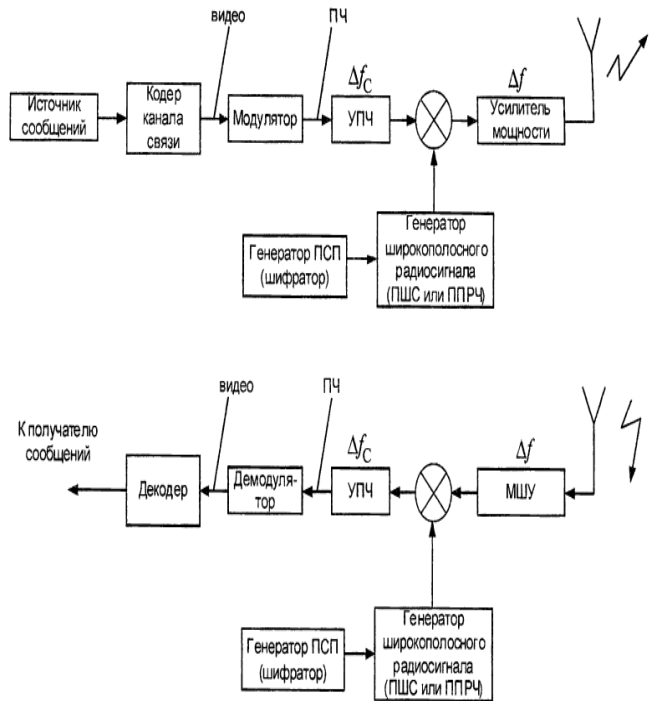 видео
ПЧ
Δf_C
Δf
Источник
сообщений
Кодер
канала
связи
Модулятор
УПЧ
Усилитель
мощности
Генератор ПСП
(шифратор)
Генератор
широкополосного
радиосигнала
(ПШС или ППРЧ)
видео
ПЧ
К получателю
сообщений
Δf_C
Δf
Декодер
Демодуля-
тор
УПЧ
МШУ
Генератор ПСП
(шифратор)
Генератор
широкополосного
радиосигнала
(ПШС или ППРЧ)